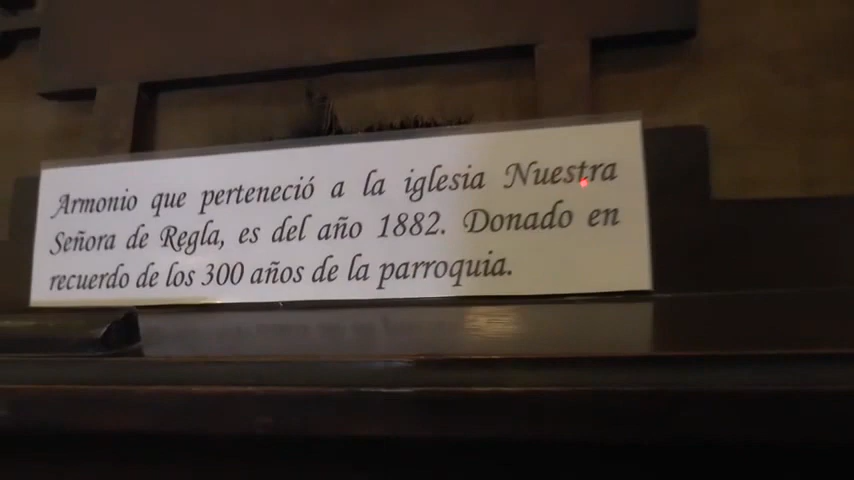 Armonio que perteneció a la iglesia Nuestra
Señora de Regla, es del año 1882. Donado en
recuerdo de los 300 años de la parroquia.